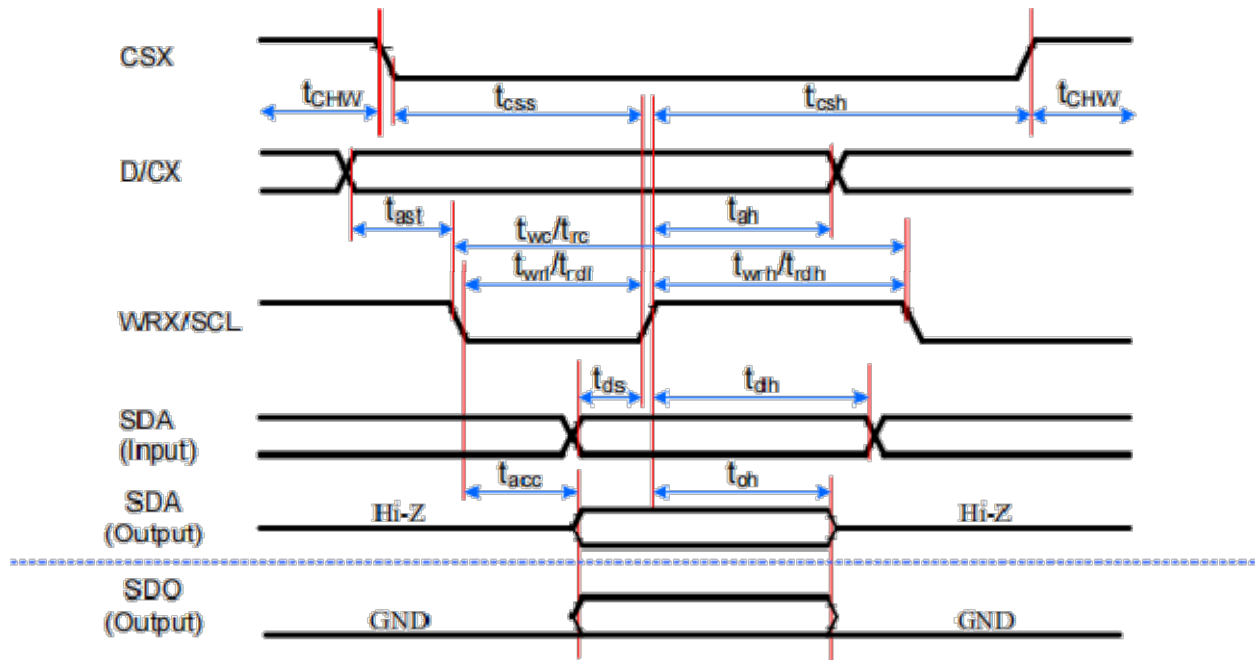 CSX
tCHW
tcss
tcsh
tCHW
D/CX
tast
tah
twc/trc
twrl/trdl
twrh/trdh
WRX/SCL
tds
tdh
SDA
(Input)
tacc
toh
SDA
(Output)
Hi-Z
Hi-Z
SDO
(Output)
GND
GND